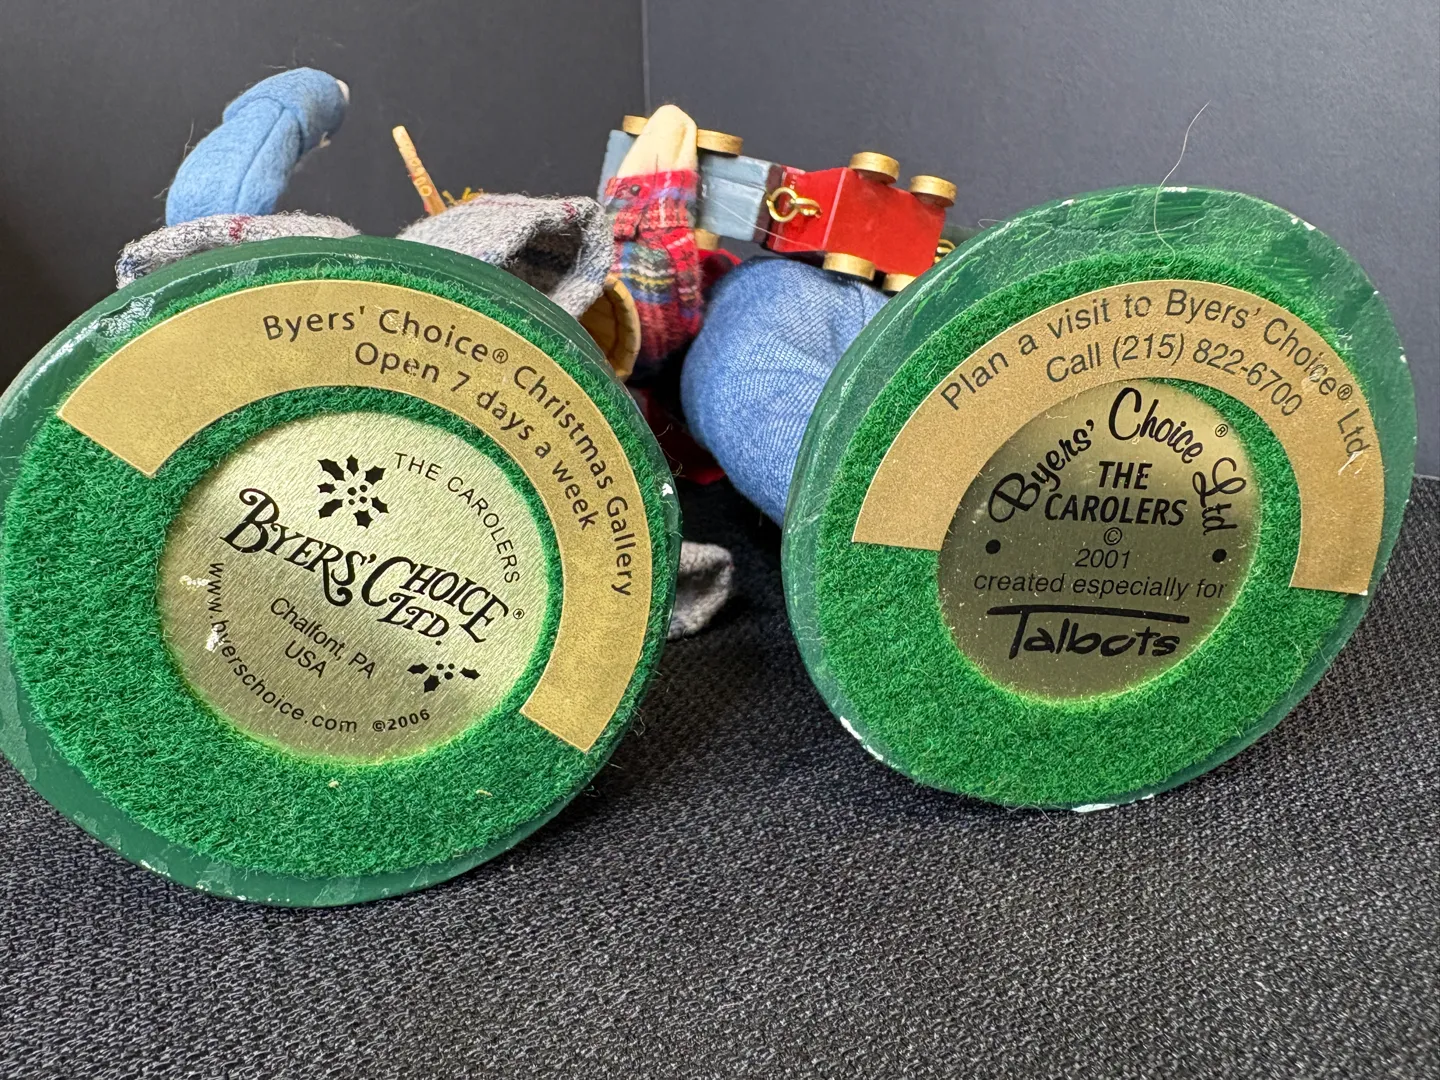 Byers' Choice® Christmas Gallery
Open 7 days a week
THE CAROLERS
BYERS' CHOICE
LTD.®
Chalfont, PA
USA
www.byerschoice.com ©2006
Plan a visit to Byers' Choice® Ltd.
Call (215) 822-6700
Byers' Choice Ltd®
THE
CAROLERS
©
• 2001 •
created especially for
Talbots